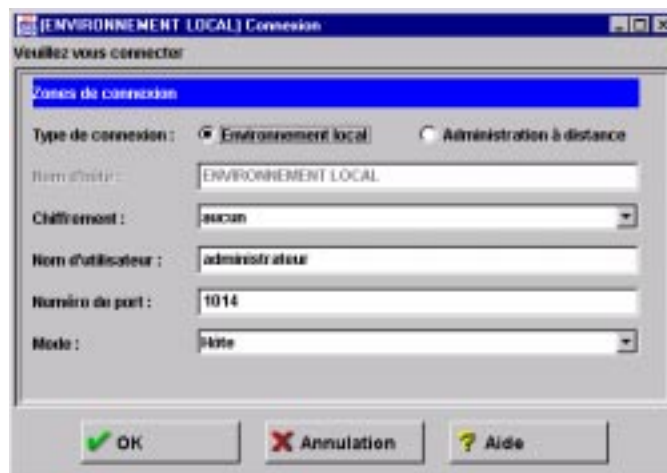 [ENVIRONNEMENT LOCAL] Connexion
Veuillez vous connecter
Zones de connexion
Type de connexion : Environnement local Administration à distance
Nom d'hôte : ENVIRONNEMENT LOCAL
Chiffrement : aucun
Nom d'utilisateur : administrateur
Numéro de port : 1014
Mode : Hôte
OK Annulation Aide